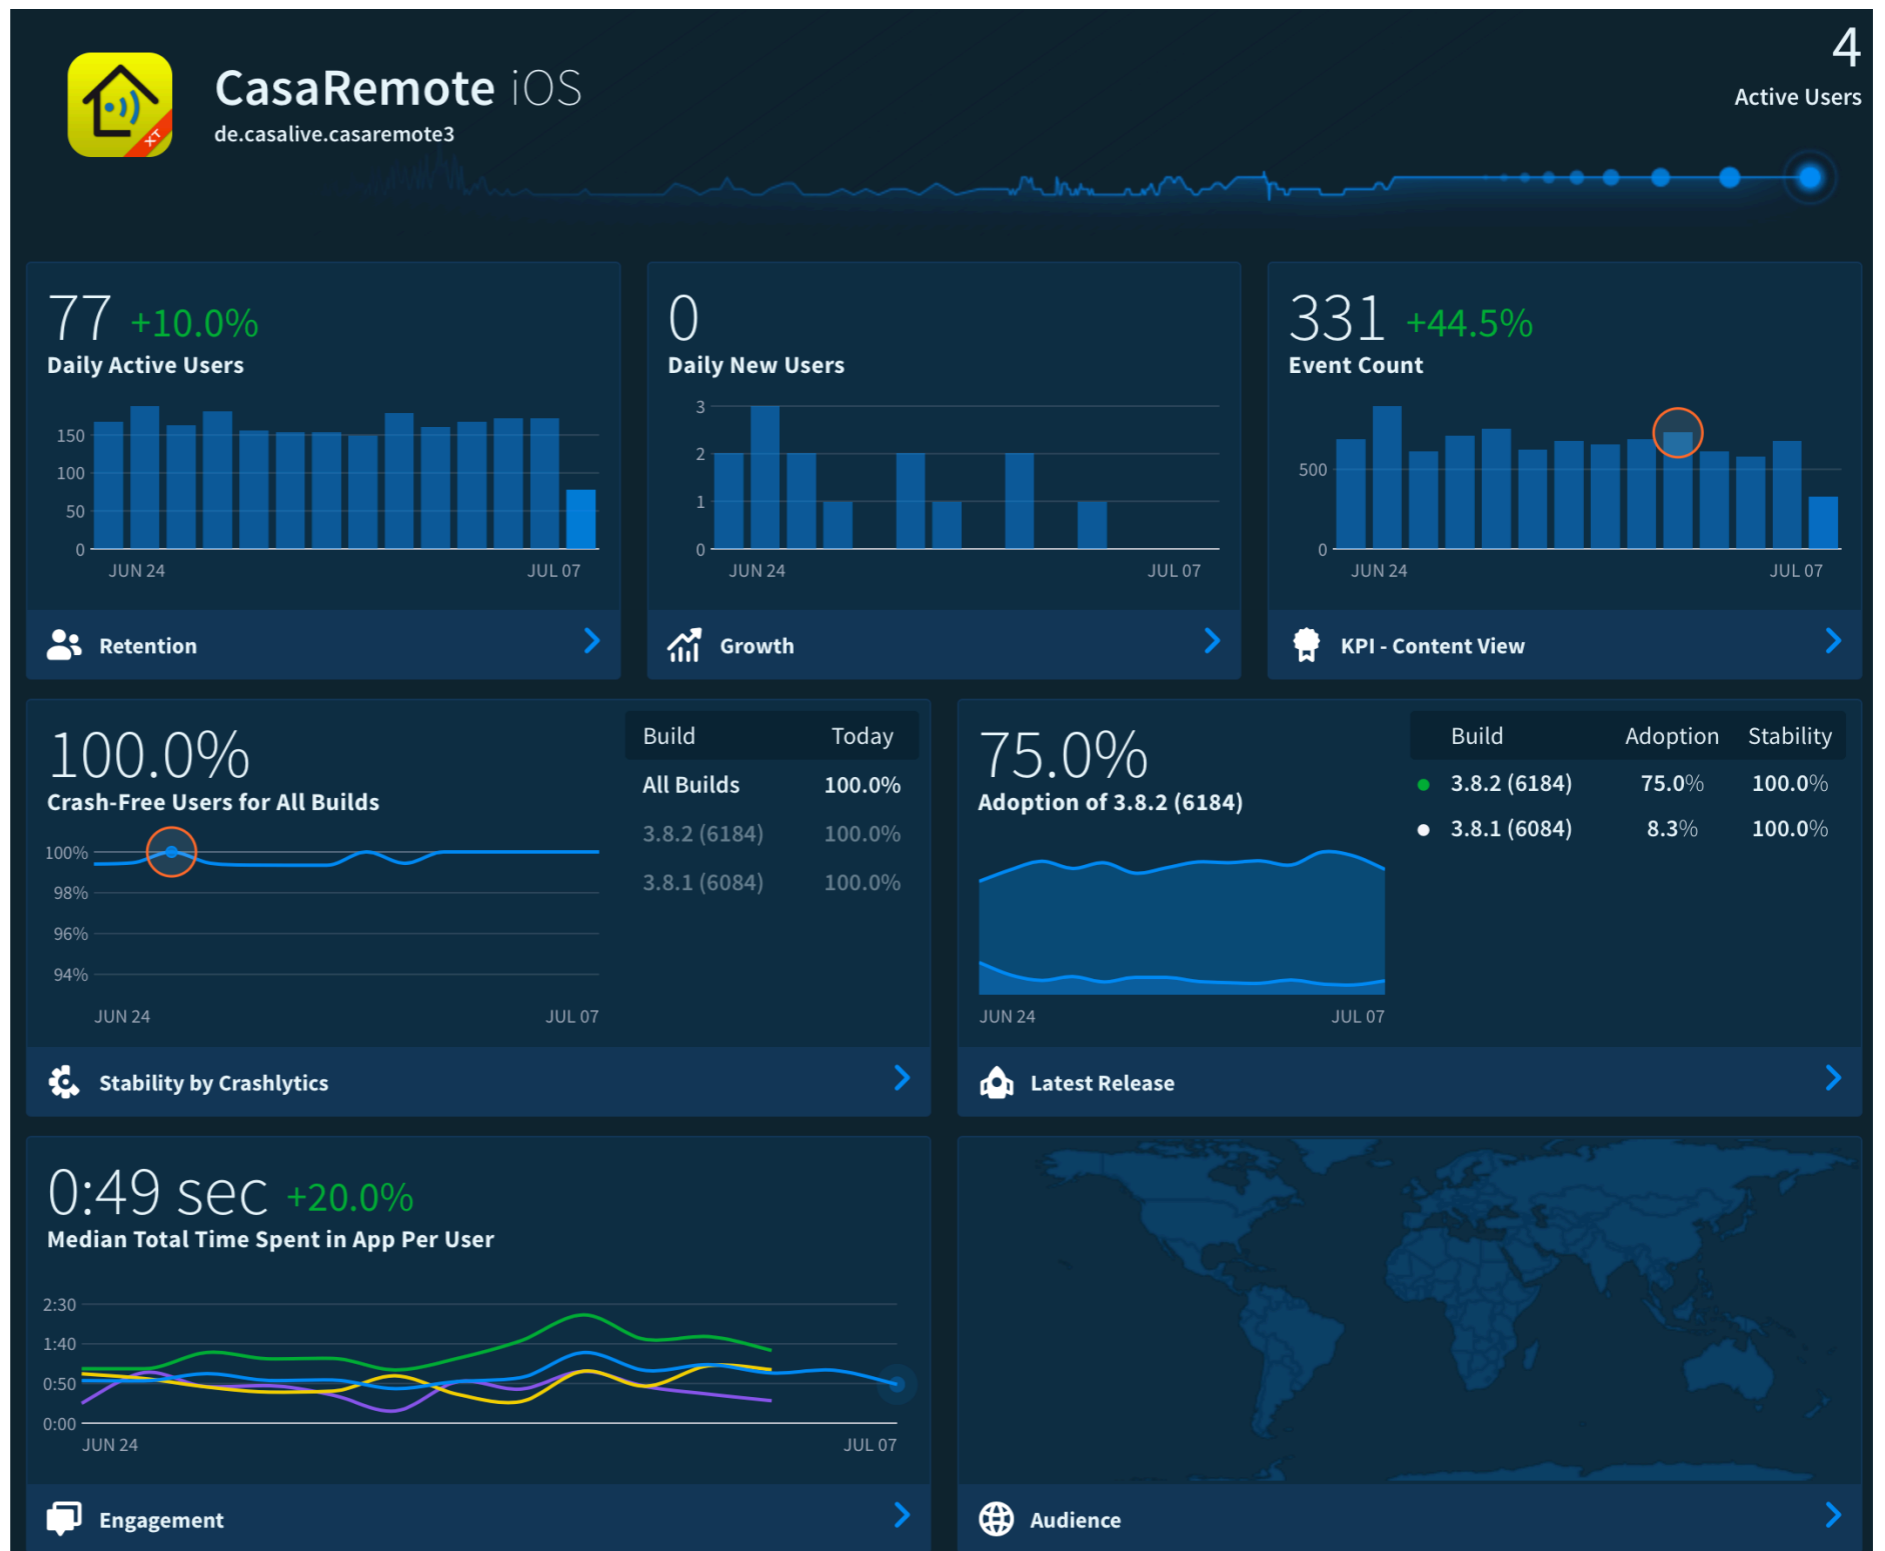 4
CasaRemote iOS
Active Users
de.casalive.casaremote3
XT
77 +10.0%
Daily Active Users
150
100
50
0
JUN 24 JUL 07
Retention
0
Daily New Users
3
2
1
0
JUN 24 JUL 07
Growth
331 +44.5%
Event Count
500
0
JUN 24 JUL 07
KPI - Content View
100.0%
Crash-Free Users for All Builds
100%
98%
96%
94%
JUN 24 JUL 07
Build Today
All Builds 100.0%
3.8.2 (6184) 100.0%
3.8.1 (6084) 100.0%
Stability by Crashlytics
75.0%
Adoption of 3.8.2 (6184)
JUN 24 JUL 07
Build Adoption Stability
3.8.2 (6184) 75.0% 100.0%
3.8.1 (6084) 8.3% 100.0%
Latest Release
0:49 sec +20.0%
Median Total Time Spent in App Per User
2:30
1:40
0:50
0:00
JUN 24 JUL 07
Engagement
Audience